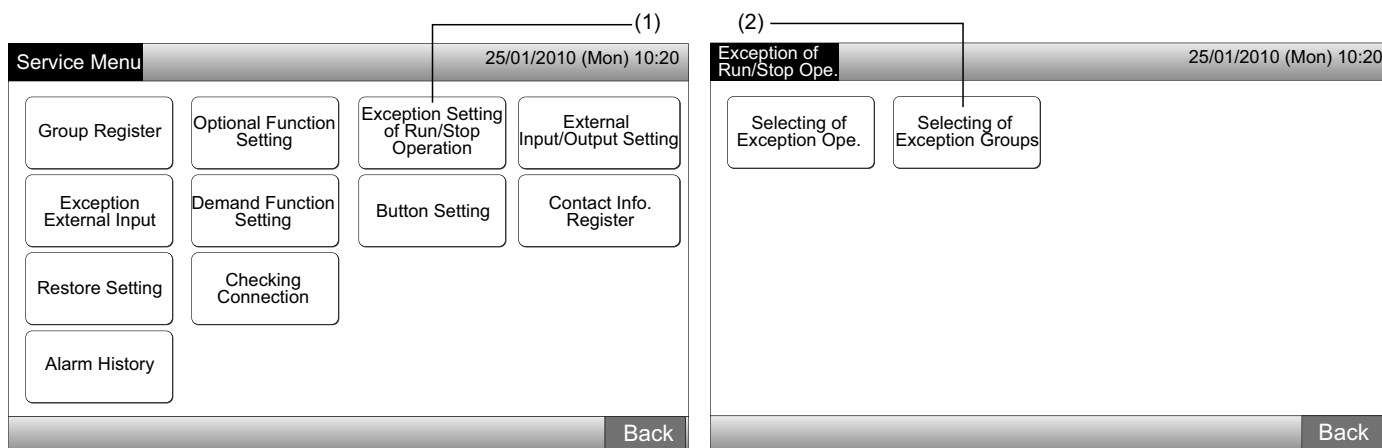 (1)
(2)
Service Menu
25/01/2010 (Mon) 10:20
Group Register
Optional Function
Setting
Exception Setting
of Run/Stop
Operation
External
Input/Output Setting
Exception
External Input
Demand Function
Setting
Button Setting
Contact Info.
Register
Restore Setting
Checking
Connection
Alarm History
Back
Exception of
Run/Stop Ope.
25/01/2010 (Mon) 10:20
Selecting of
Exception Ope.
Selecting of
Exception Groups
Back